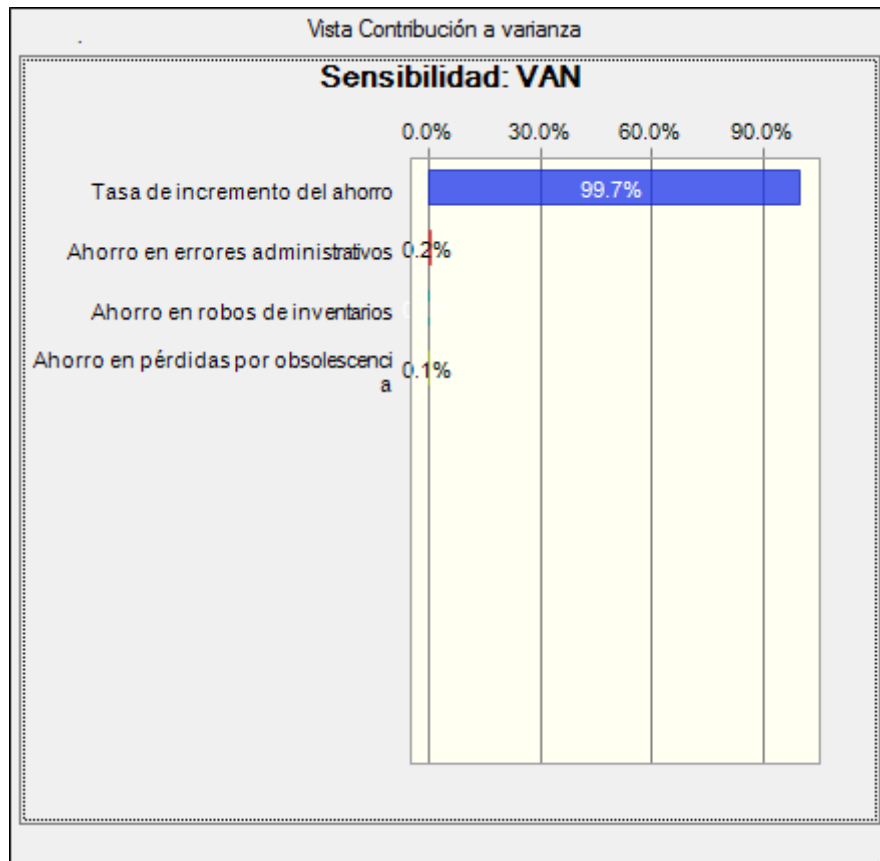 Vista Contribución a varianza
Sensibilidad: VAN
0.0% 30.0% 60.0% 90.0%
Tasa de incremento del ahorro 99.7%
Ahorro en errores administrativos 0.2%
Ahorro en robos de inventarios
Ahorro en pérdidas por obsolescenci 0.1%
a